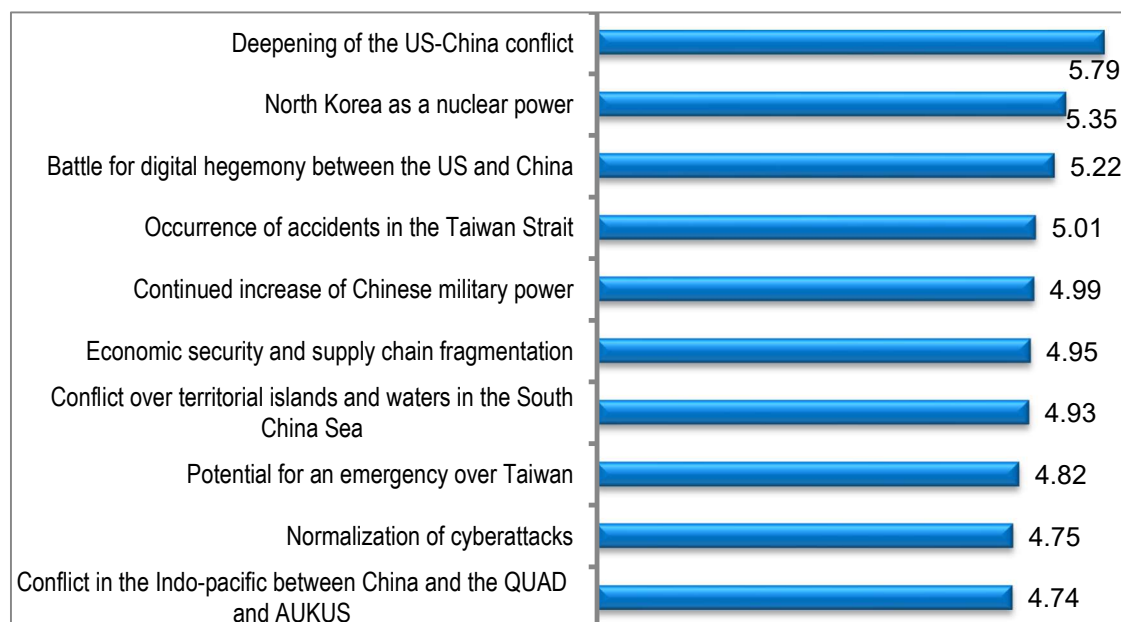 Deepening of the US-China conflict
5.79
North Korea as a nuclear power
5.35
Battle for digital hegemony between the US and China
5.22
Occurrence of accidents in the Taiwan Strait
5.01
Continued increase of Chinese military power
4.99
Economic security and supply chain fragmentation
4.95
Conflict over territorial islands and waters in the South
China Sea
4.93
Potential for an emergency over Taiwan
4.82
Normalization of cyberattacks
4.75
Conflict in the Indo-pacific between China and the QUAD
and AUKUS
4.74